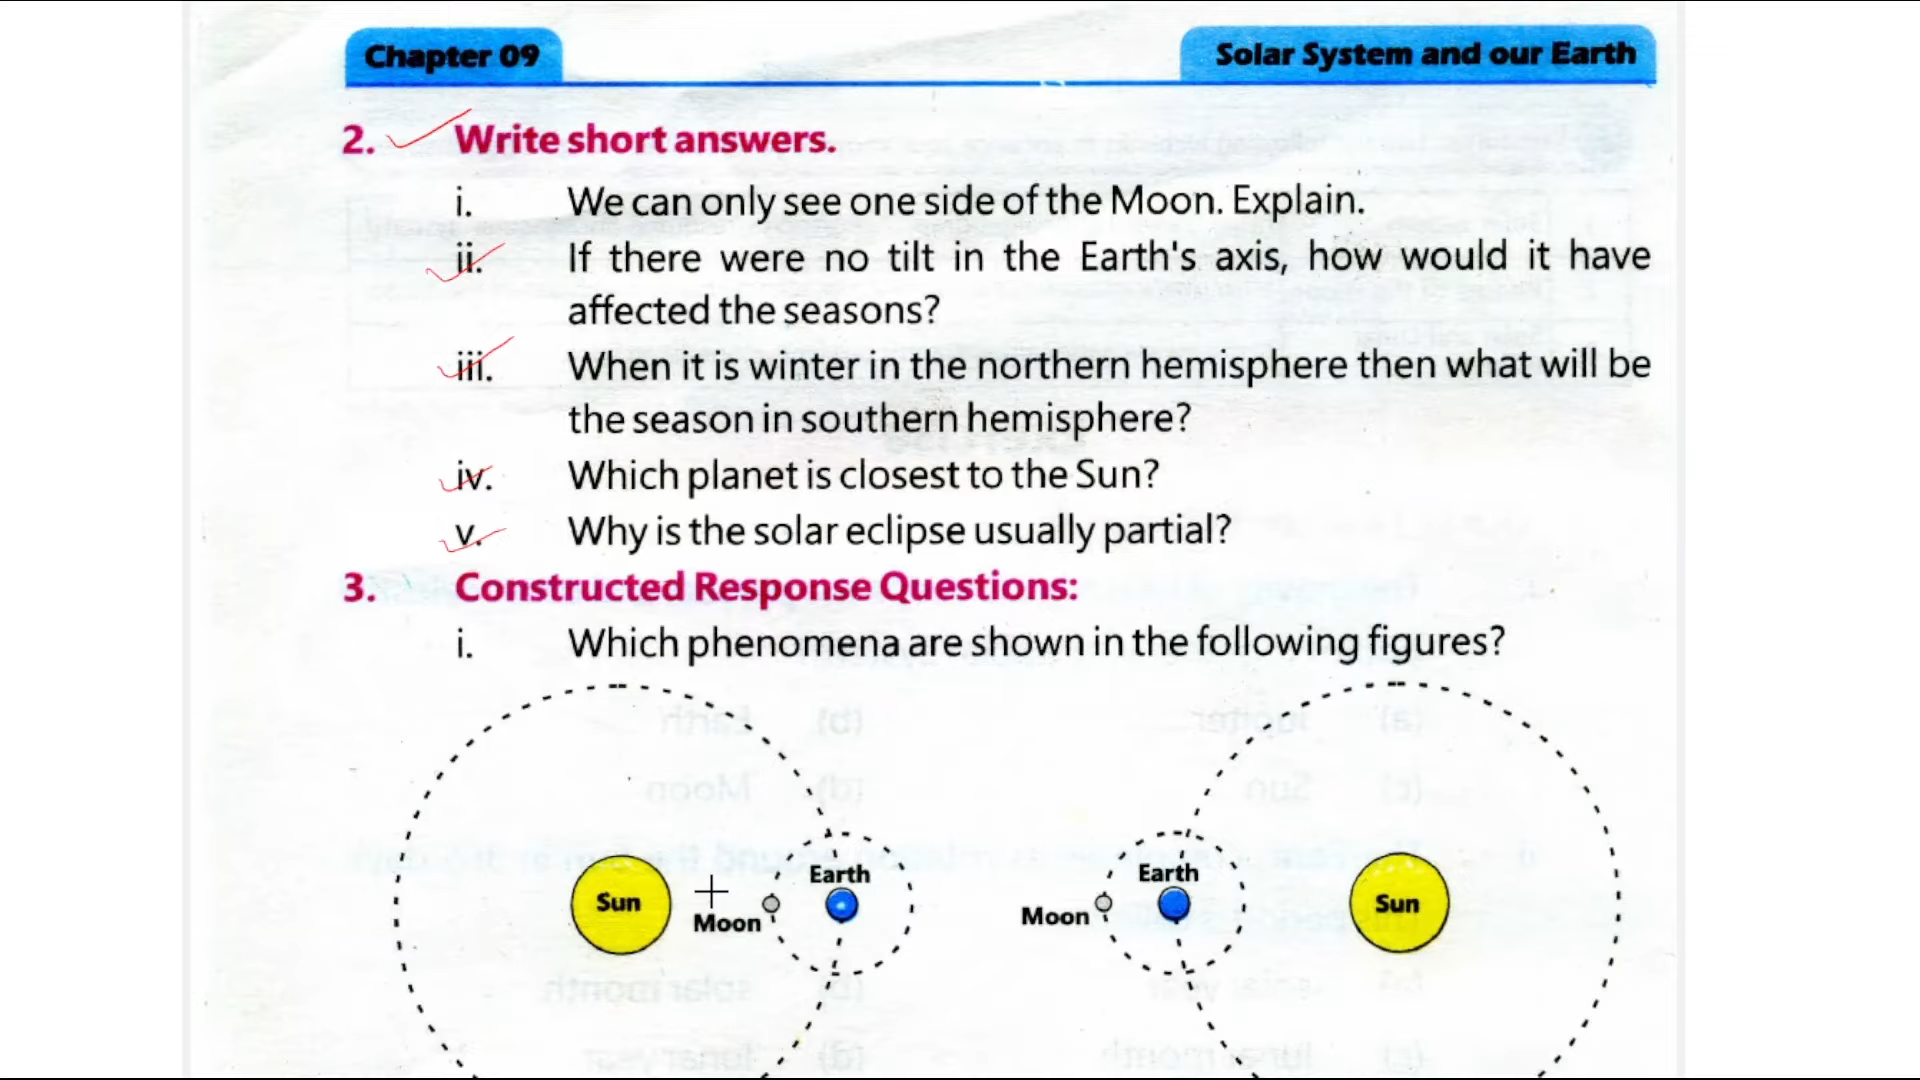 Chapter 09
Solar System and our Earth
2. Write short answers.
i. We can only see one side of the Moon. Explain.
ii. If there were no tilt in the Earth's axis, how would it have
affected the seasons?
iii. When it is winter in the northern hemisphere then what will be
the season in southern hemisphere?
iv. Which planet is closest to the Sun?
v. Why is the solar eclipse usually partial?
3. Constructed Response Questions:
i. Which phenomena are shown in the following figures?
Sun
Moon
Earth
Moon
Earth
Sun